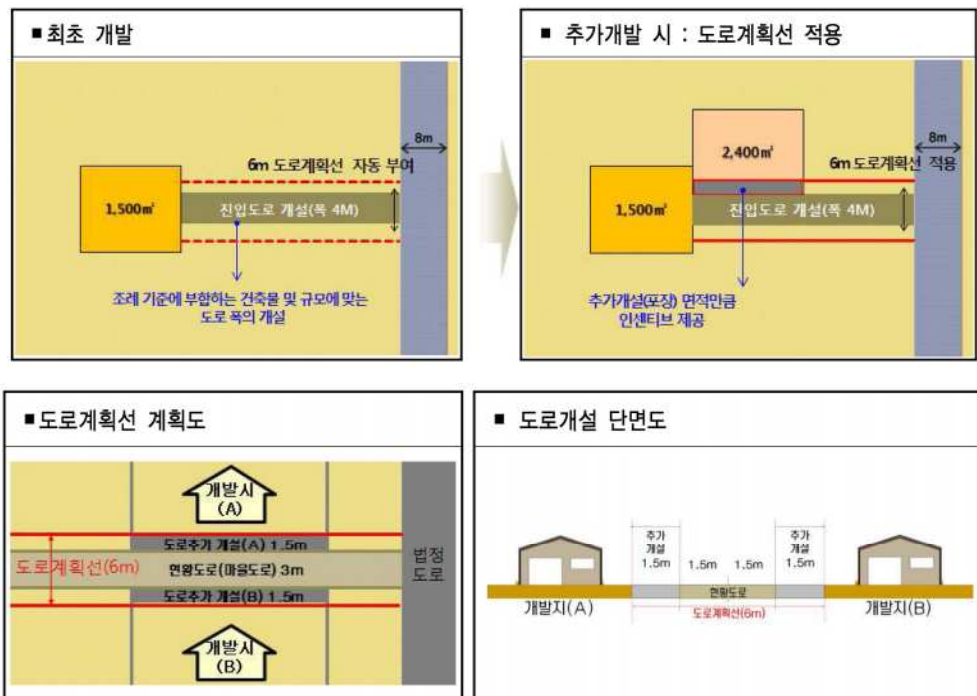 ■ 최초 개발
8m
6m 도로계획선 자동 부여
1,500㎡
진입도로 개설(폭 4M)
조례 기준에 부합하는 건축물 및 규모에 맞는
도로 폭의 개설
■ 추가개발 시 : 도로계획선 적용
8m
2,400㎡
6m 도로계획선 적용
1,500㎡
진입도로 개설(폭 4M)
추가개설(포장) 면적만큼
인센티브 제공
■ 도로계획선 계획도
개발시
(A)
도로추가 개설(A) 1.5m
도로계획선(6m)
현황도로(마을도로) 3m
도로추가 개설(B) 1.5m
법정
도로
개발시
(B)
■ 도로개설 단면도
추가
개설
1.5m
1.5m
1.5m
추가
개설
1.5m
현황도로
개발지(A)
도로계획선(6m)
개발지(B)